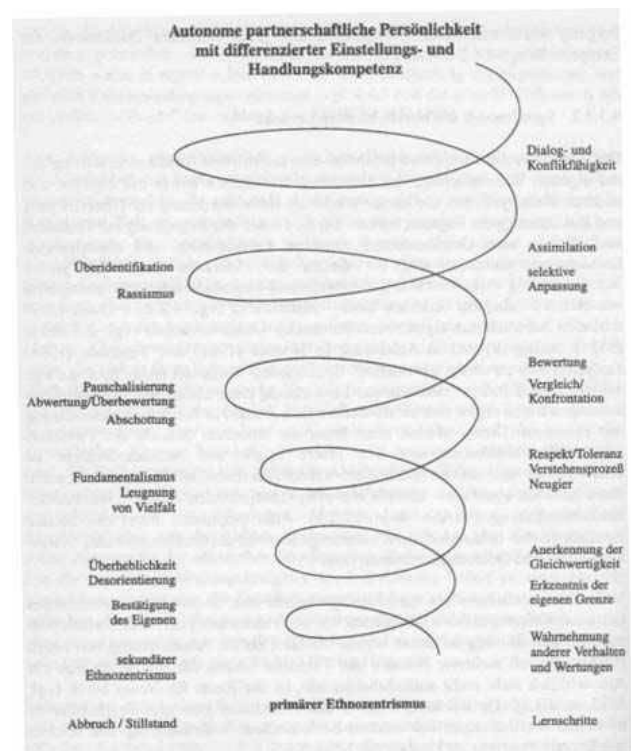 Autonome partnerschaftliche Persönlichkeit
mit differenzierter Einstellungs- und
Handlungskompetenz
Dialog- und
Konflikfähigkeit
Assimilation
selektive
Anpassung
Überidentifikation
Rassismus
Bewertung
Vergleich/
Konfrontation
Pauschalisierung
Abwertung/Überbewertung
Abschottung
Respekt/Toleranz
Verstehensprozeß
Neugier
Fundamentalismus
Leugnung
von Vielfalt
Anerkennung der
Gleichwertigkeit
Überheblichkeit
Desorientierung
Erkenntnis der
eigenen Grenze
Bestätigung
des Eigenen
Wahrnehmung
anderer Verhalten
und Wertungen
sekundärer
Ethnozentrismus
primärer Ethnozentrismus
Abbruch / Stillstand
Lernschritte